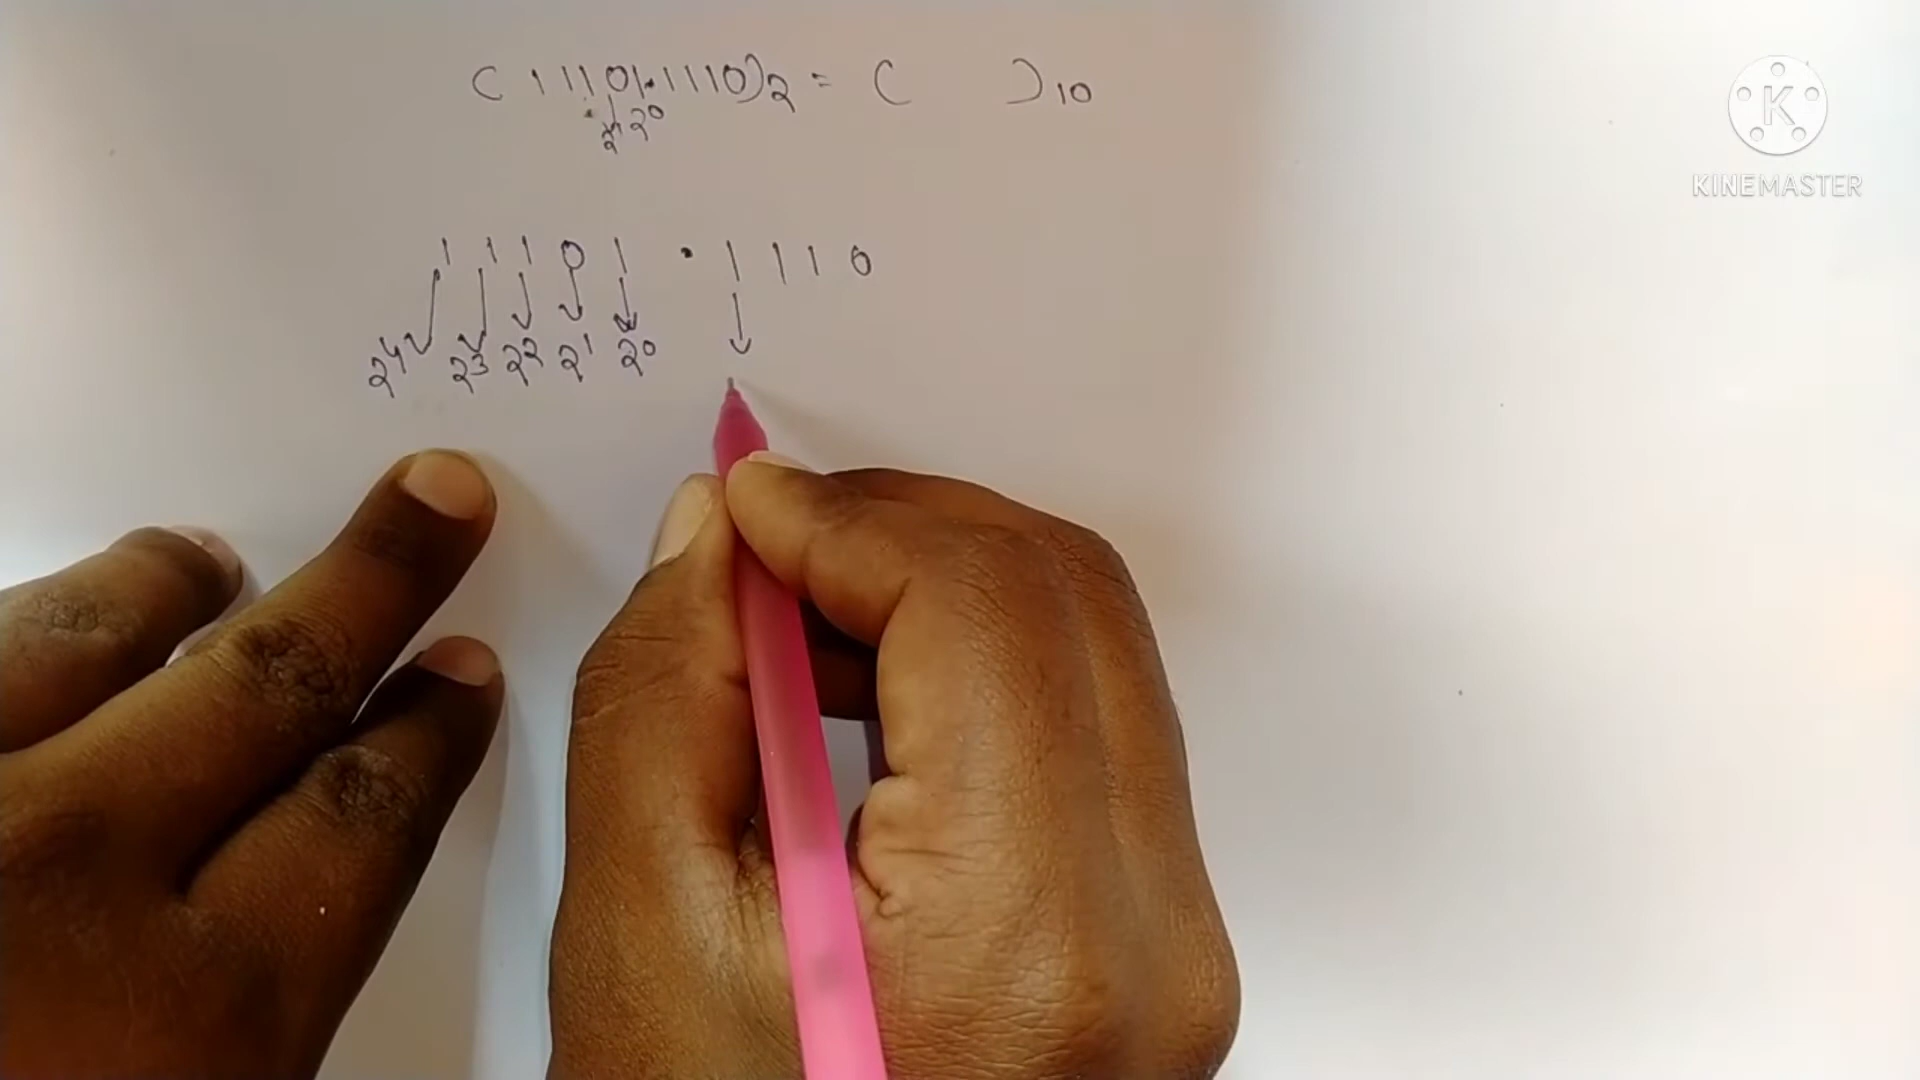 (11101.1110)2 = ( )10
2¹ 2⁰
K
KINEMASTER
1 1 1 0 1 . 1 1 1 0
2⁴ 2³ 2² 2¹ 2⁰